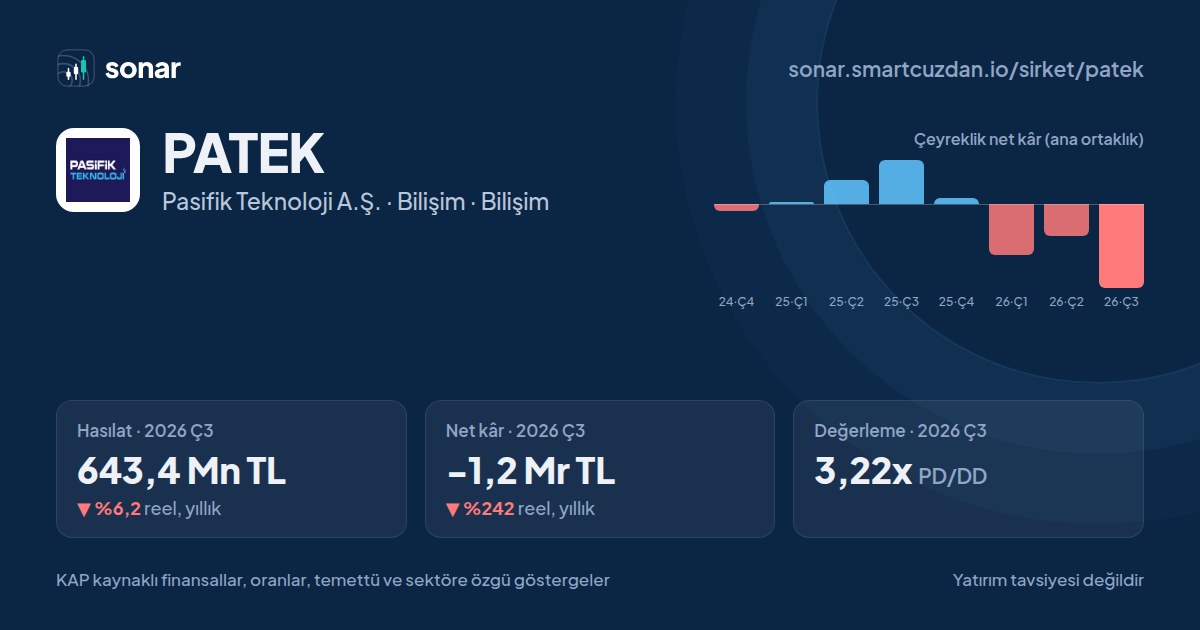 sonar
sonar.smartcuzdan.io/sirket/patek
PASİFİK
TEKNOLOJİ
PATEK
Pasifik Teknoloji A.Ş. · Bilişim · Bilişim
Çeyreklik net kâr (ana ortaklık)
24·Ç4 25·Ç1 25·Ç2 25·Ç3 25·Ç4 26·Ç1 26·Ç2 26·Ç3
Hasılat · 2026 Ç3
643,4 Mn TL
▼ %6,2 reel, yıllık
Net kâr · 2026 Ç3
−1,2 Mr TL
▼ %242 reel, yıllık
Değerleme · 2026 Ç3
3,22x PD/DD
KAP kaynaklı finansallar, oranlar, temettü ve sektöre özgü göstergeler
Yatırım tavsiyesi değildir